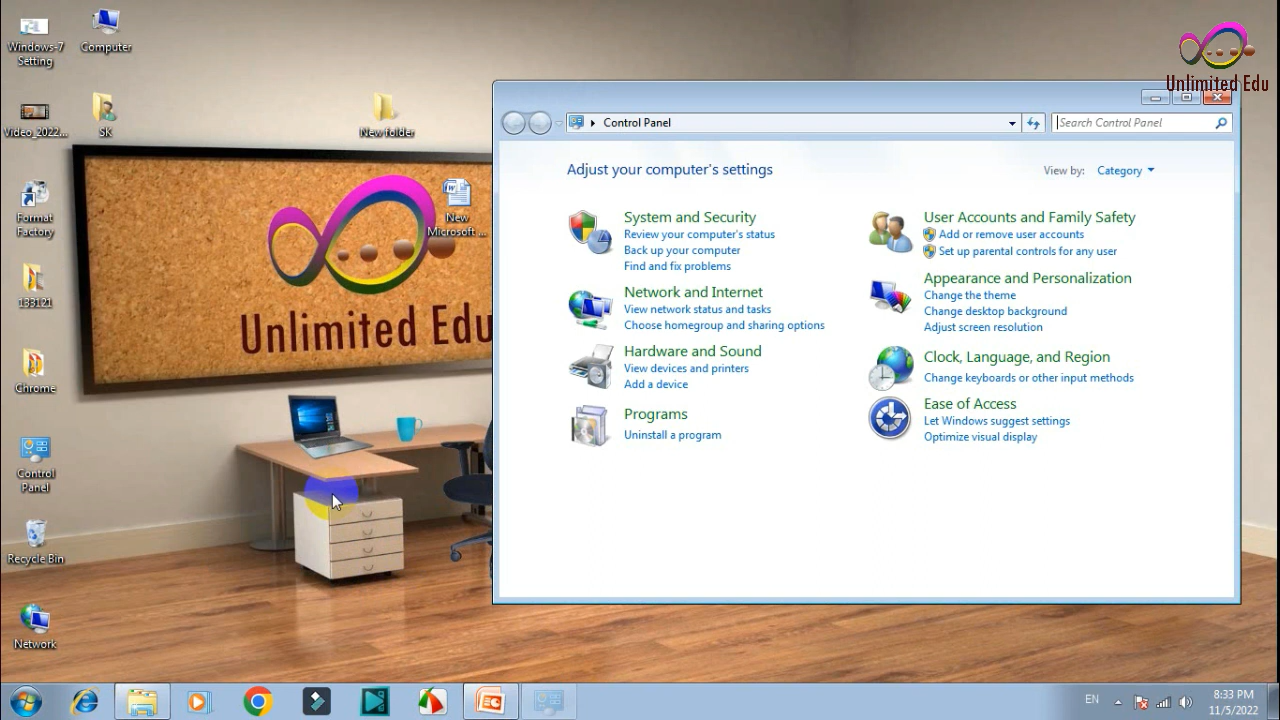 Windows-7
Setting
Computer
Video_2022...
SK
New folder
Format
Factory
New
Microsoft ...
133121
Chrome
Control
Panel
Recycle Bin
Network
Unlimited Edu
Unlimited Edu
Control Panel
Search Control Panel
Adjust your computer's settings
View by: Category
System and Security
Review your computer's status
Back up your computer
Find and fix problems
Network and Internet
View network status and tasks
Choose homegroup and sharing options
Hardware and Sound
View devices and printers
Add a device
Programs
Uninstall a program
User Accounts and Family Safety
Add or remove user accounts
Set up parental controls for any user
Appearance and Personalization
Change the theme
Change desktop background
Adjust screen resolution
Clock, Language, and Region
Change keyboards or other input methods
Ease of Access
Let Windows suggest settings
Optimize visual display
EN
8:33 PM
11/5/2022